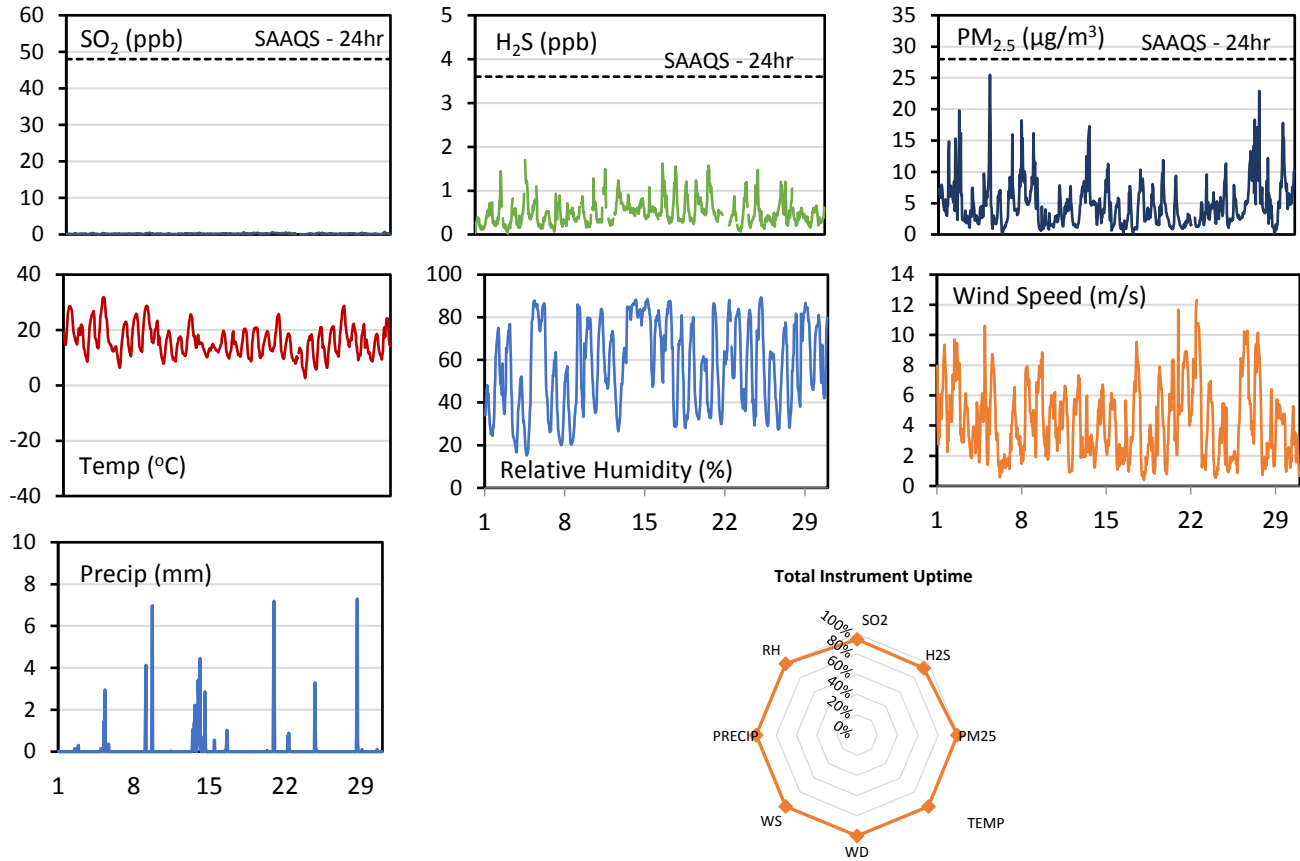 SO2 (ppb)
SAAQS - 24hr
60
50
40
30
20
10
0
H2S (ppb)
SAAQS - 24hr
6
5
4
3
2
1
0
PM2.5 (µg/m³)
SAAQS - 24hr
35
30
25
20
15
10
5
0
40
20
0
-20
-40
Temp (oC)
100
80
60
40
20
0
Relative Humidity (%)
1 8 15 22 29
Wind Speed (m/s)
14
12
10
8
6
4
2
0
1 8 15 22 29
Precip (mm)
10
8
6
4
2
0
1 8 15 22 29
Total Instrument Uptime
SO2
H2S
PM25
TEMP
WD
WS
PRECIP
RH
100%
80%
60%
40%
20%
0%